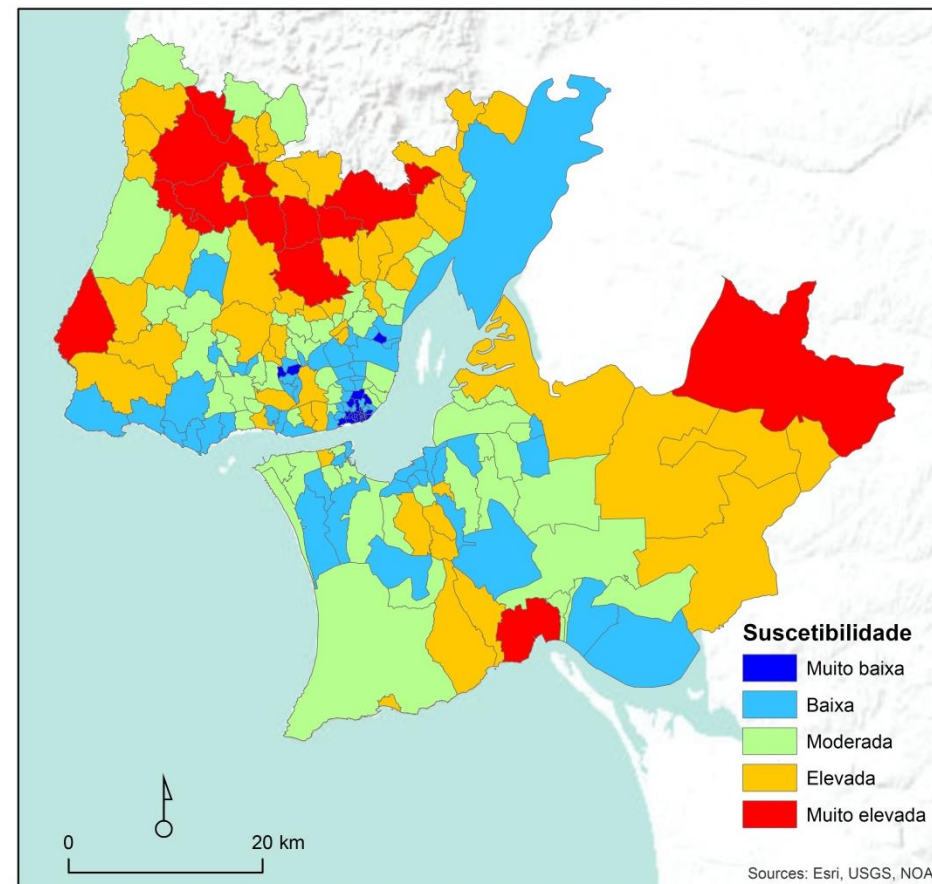 Suscetibilidade
Muito baixa
Baixa
Moderada
Elevada
Muito elevada
0 20 km
Sources: Esri, USGS, NOA